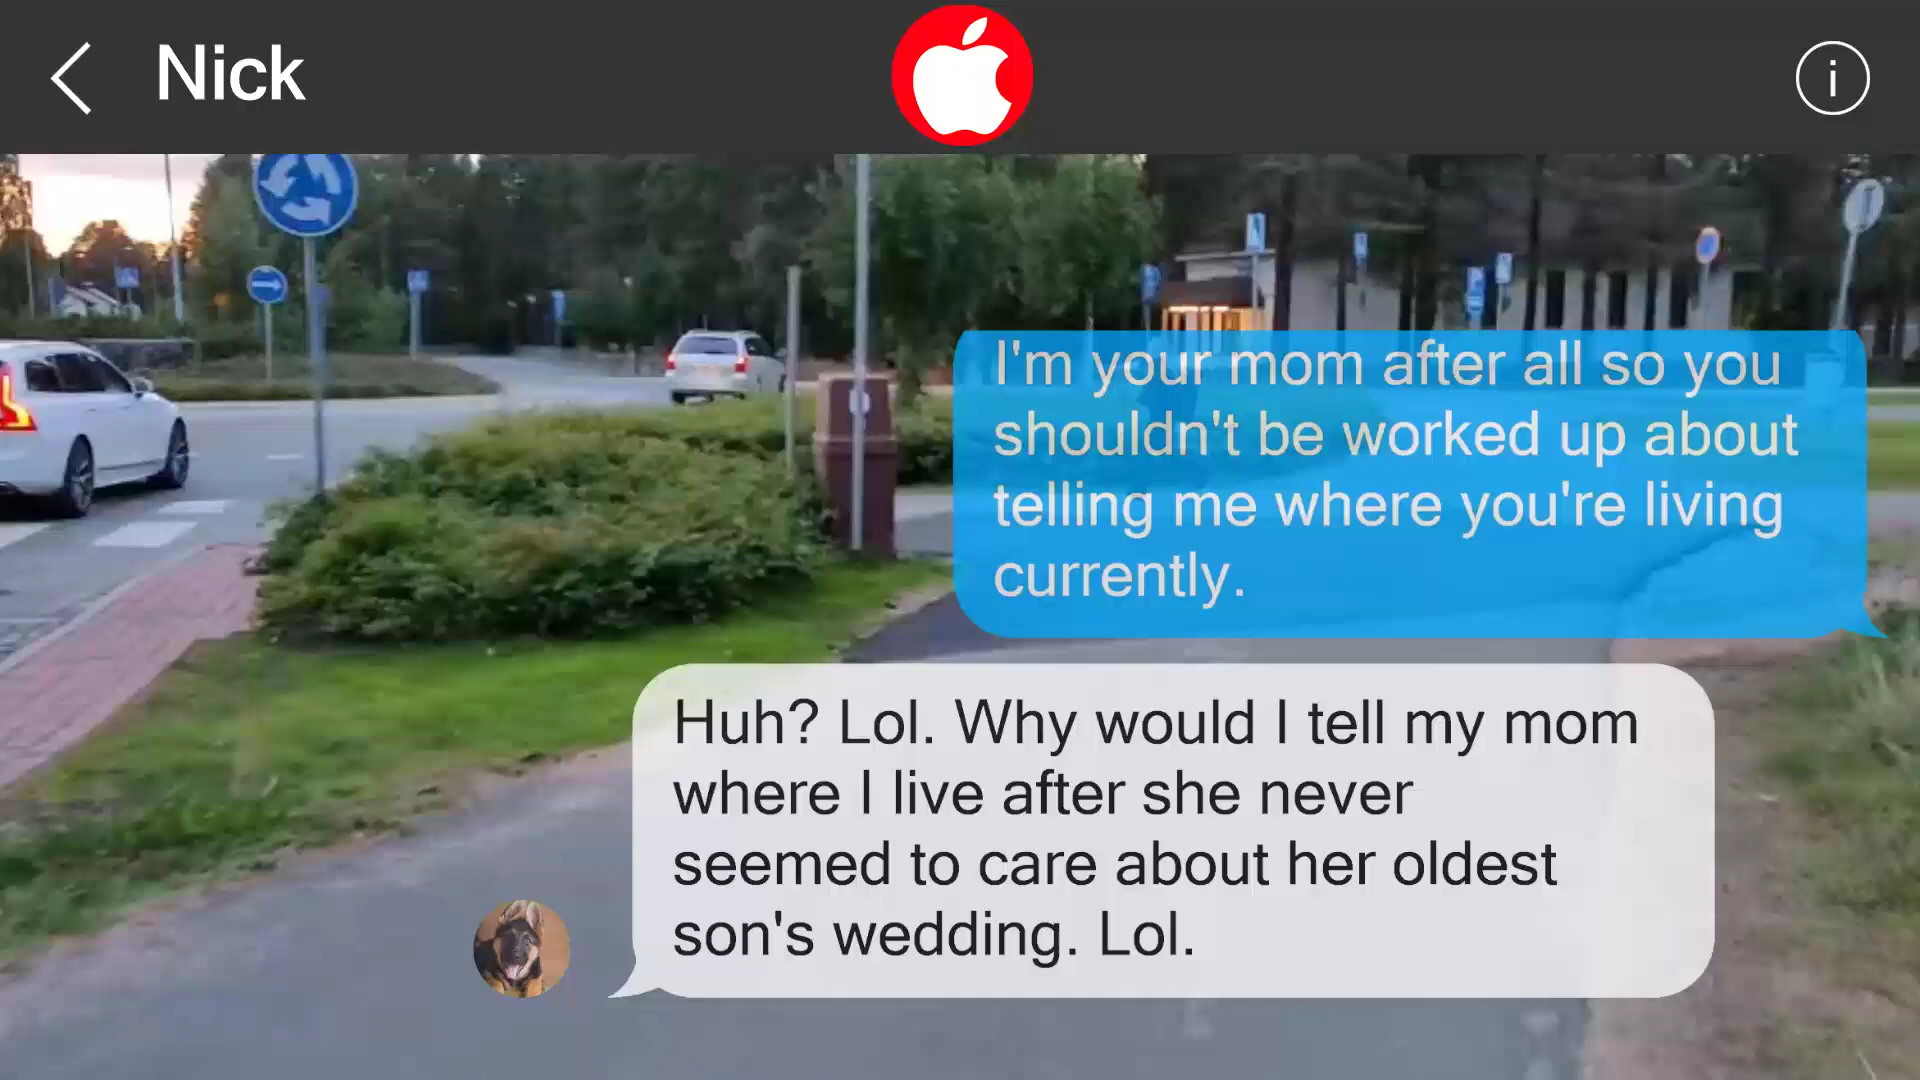 Nick
I'm your mom after all so you
shouldn't be worked up about
telling me where you're living
currently.
Huh? Lol. Why would I tell my mom
where I live after she never
seemed to care about her oldest
son's wedding. Lol.